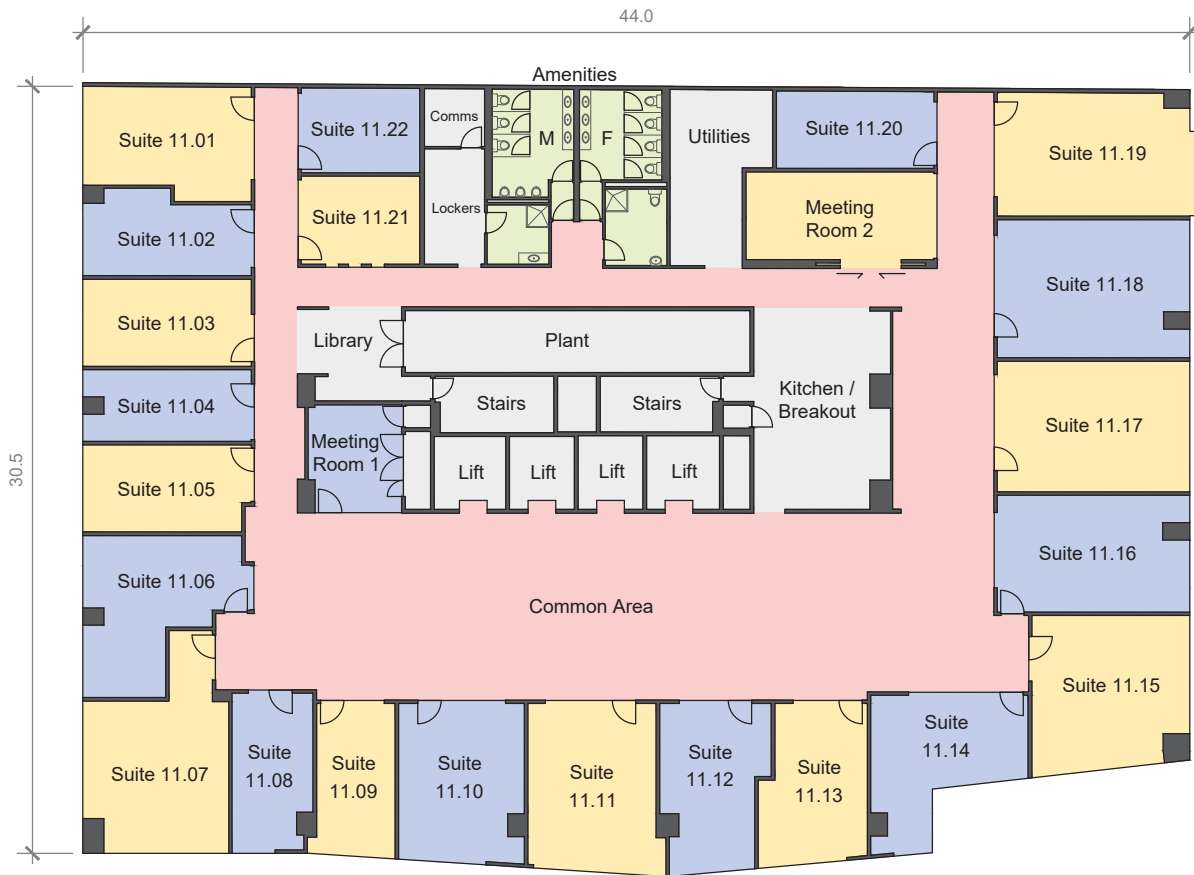 44.0
Amenities
Suite 11.01
Suite 11.22
Comms
M
F
Utilities
Suite 11.20
Suite 11.19
Suite 11.02
Suite 11.21
Lockers
Meeting
Room 2
Suite 11.03
Library
Plant
Suite 11.18
Suite 11.04
Stairs
Stairs
Kitchen /
Breakout
Suite 11.17
30.5
Suite 11.05
Meeting
Room 1
Lift
Lift
Lift
Lift
Suite 11.06
Common Area
Suite 11.16
Suite 11.07
Suite
11.08
Suite
11.09
Suite
11.10
Suite
11.11
Suite
11.12
Suite
11.13
Suite
11.14
Suite 11.15